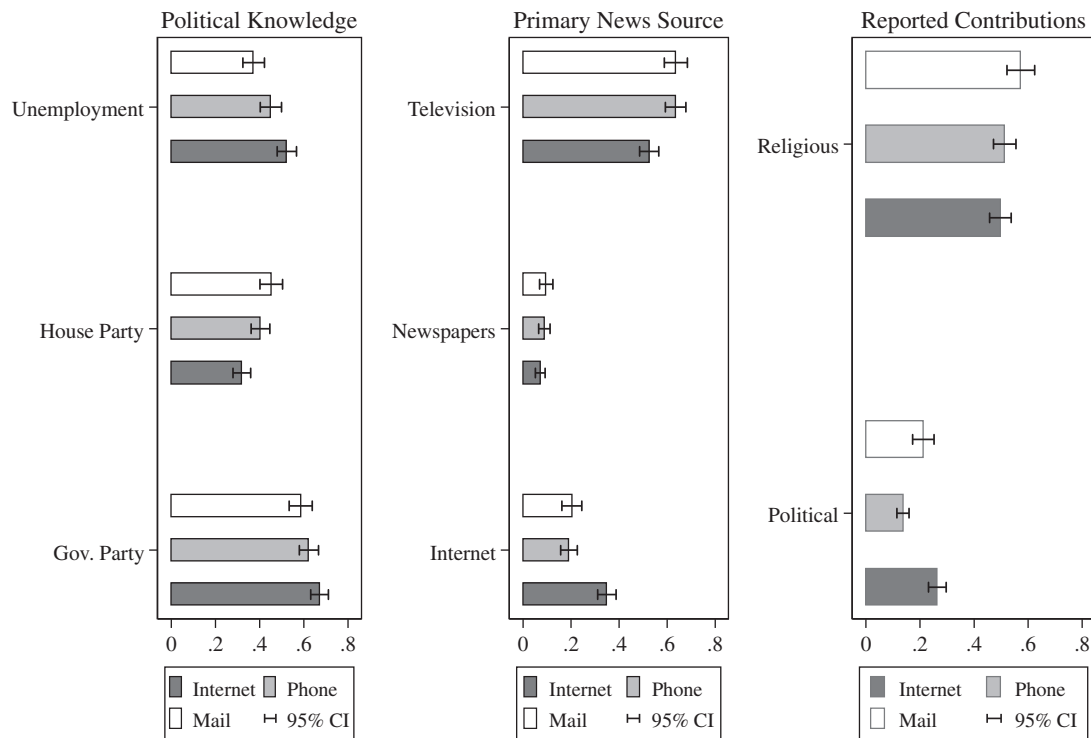 Political Knowledge
Unemployment
House Party
Gov. Party
0 .2 .4 .6 .8
Internet Phone
Mail 95% CI
Primary News Source
Television
Newspapers
Internet
0 .2 .4 .6 .8
Internet Phone
Mail 95% CI
Reported Contributions
Religious
Political
0 .2 .4 .6 .8
Internet Phone
Mail 95% CI